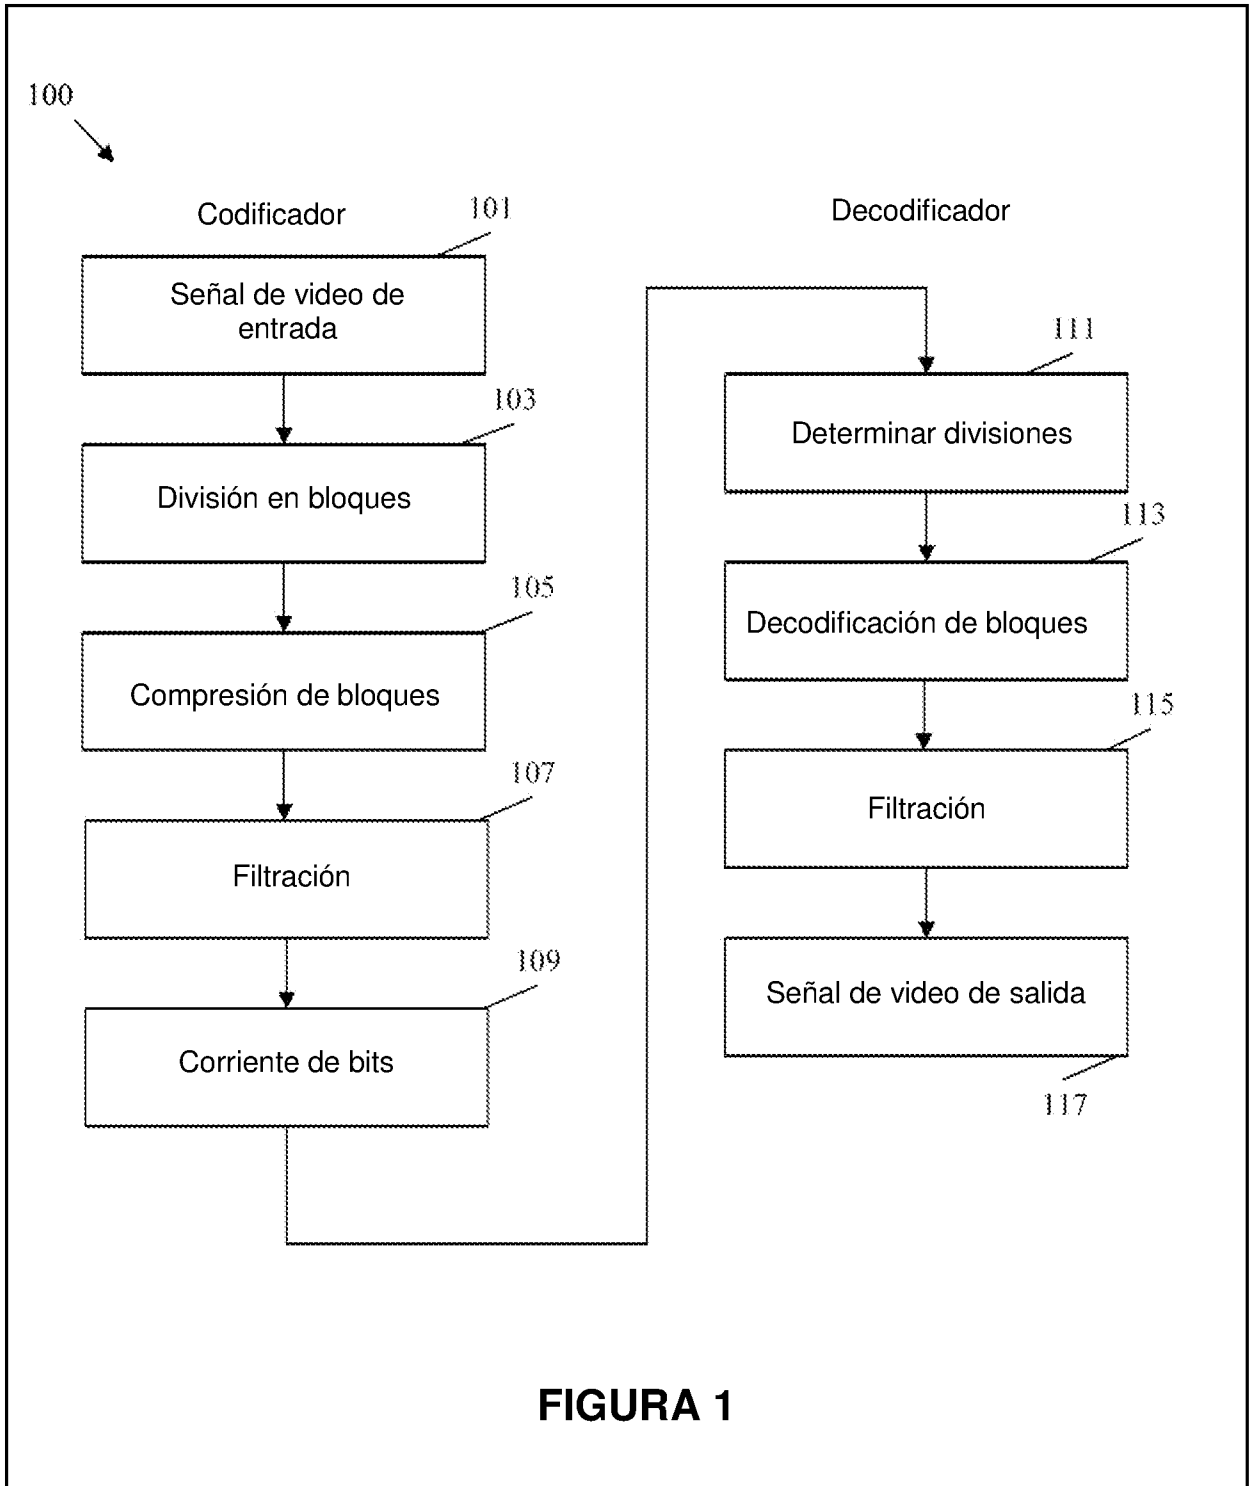 100
Codificador
101
Señal de video de
entrada
103
División en bloques
105
Compresión de bloques
107
Filtración
109
Corriente de bits
Decodificador
111
Determinar divisiones
113
Decodificación de bloques
115
Filtración
Señal de video de salida
117
FIGURA 1